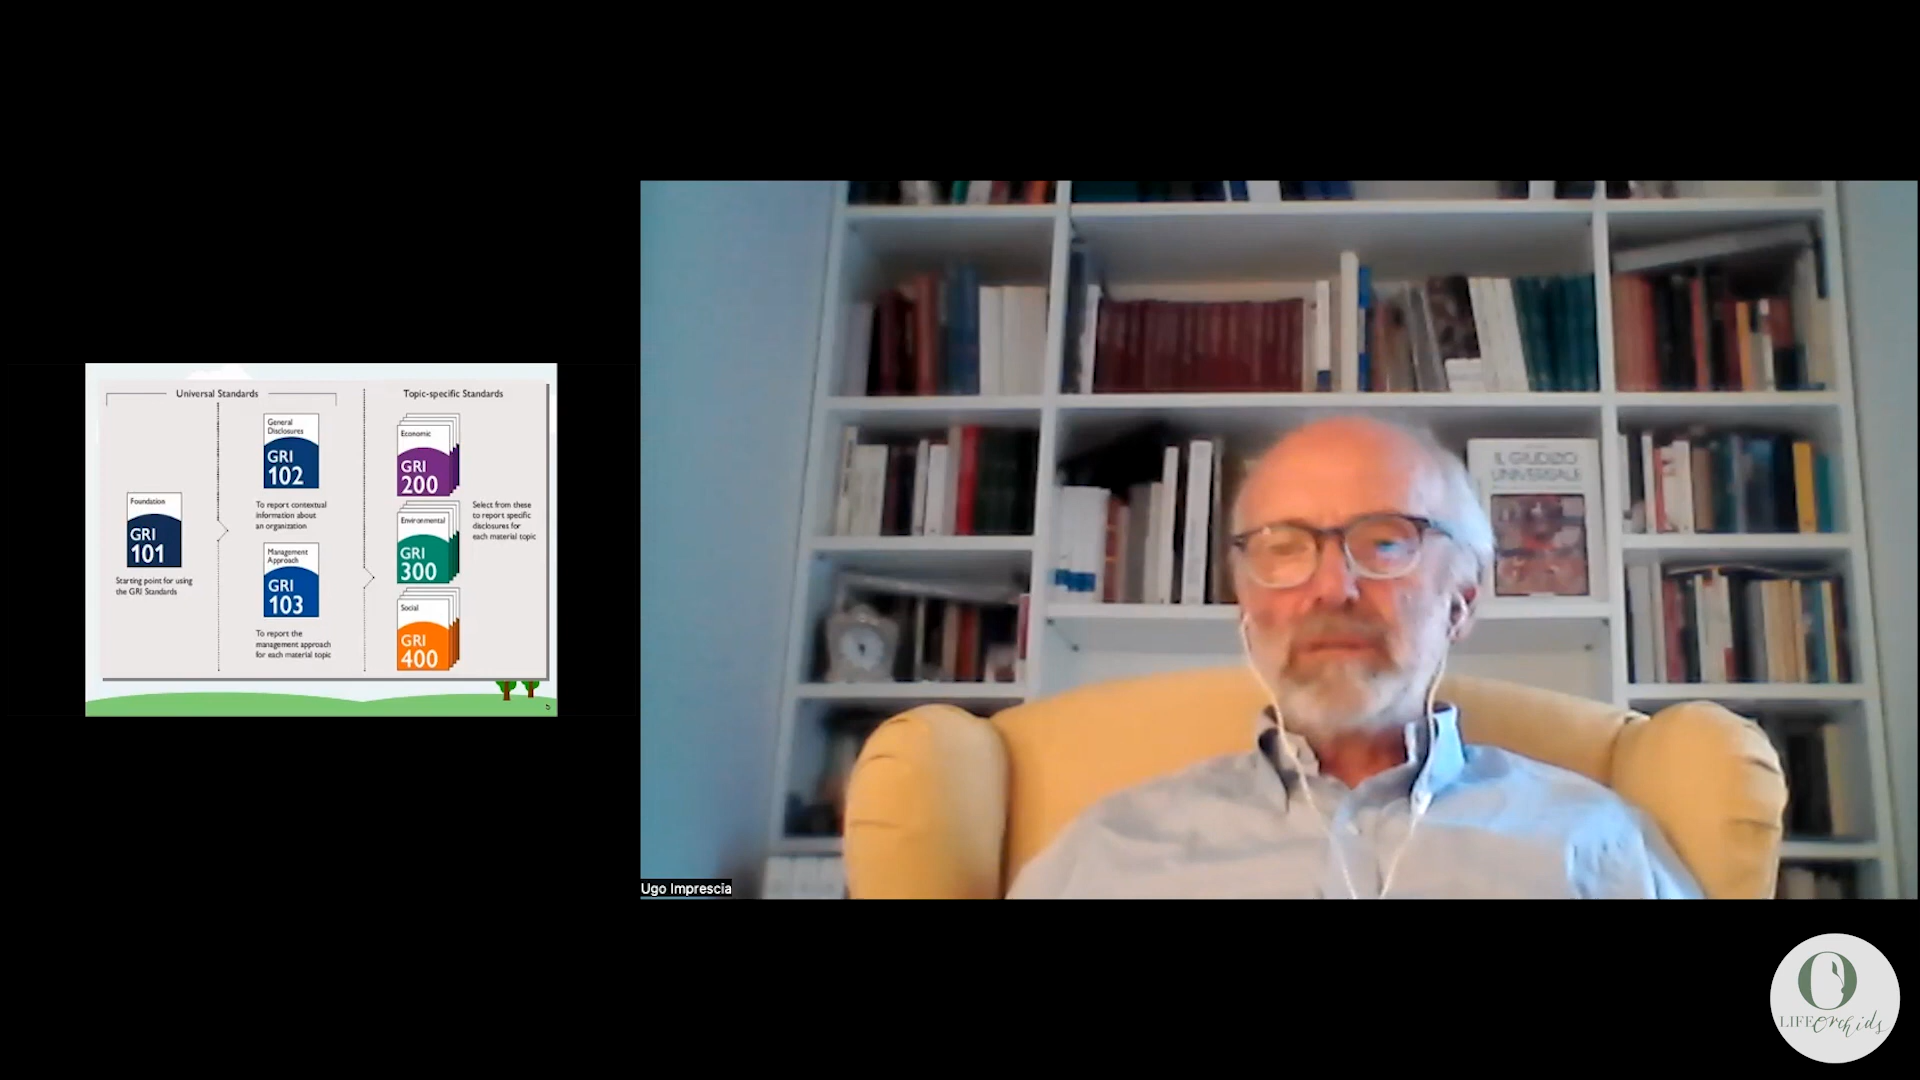 Universal Standards
Topic-specific Standards
Foundation
GRI
101
Starting point for using
the GRI Standards
General
Disclosures
GRI
102
To report contextual
information about
an organization
Management
Approach
GRI
103
To report the
management approach
for each material topic
Economic
GRI
200
Environmental
GRI
300
Social
GRI
400
Select from these
to report specific
disclosures for
each material topic
5
IL GIUDIZIO
UNIVERSALE
Ugo Imprescia
O
LIFEOrchids